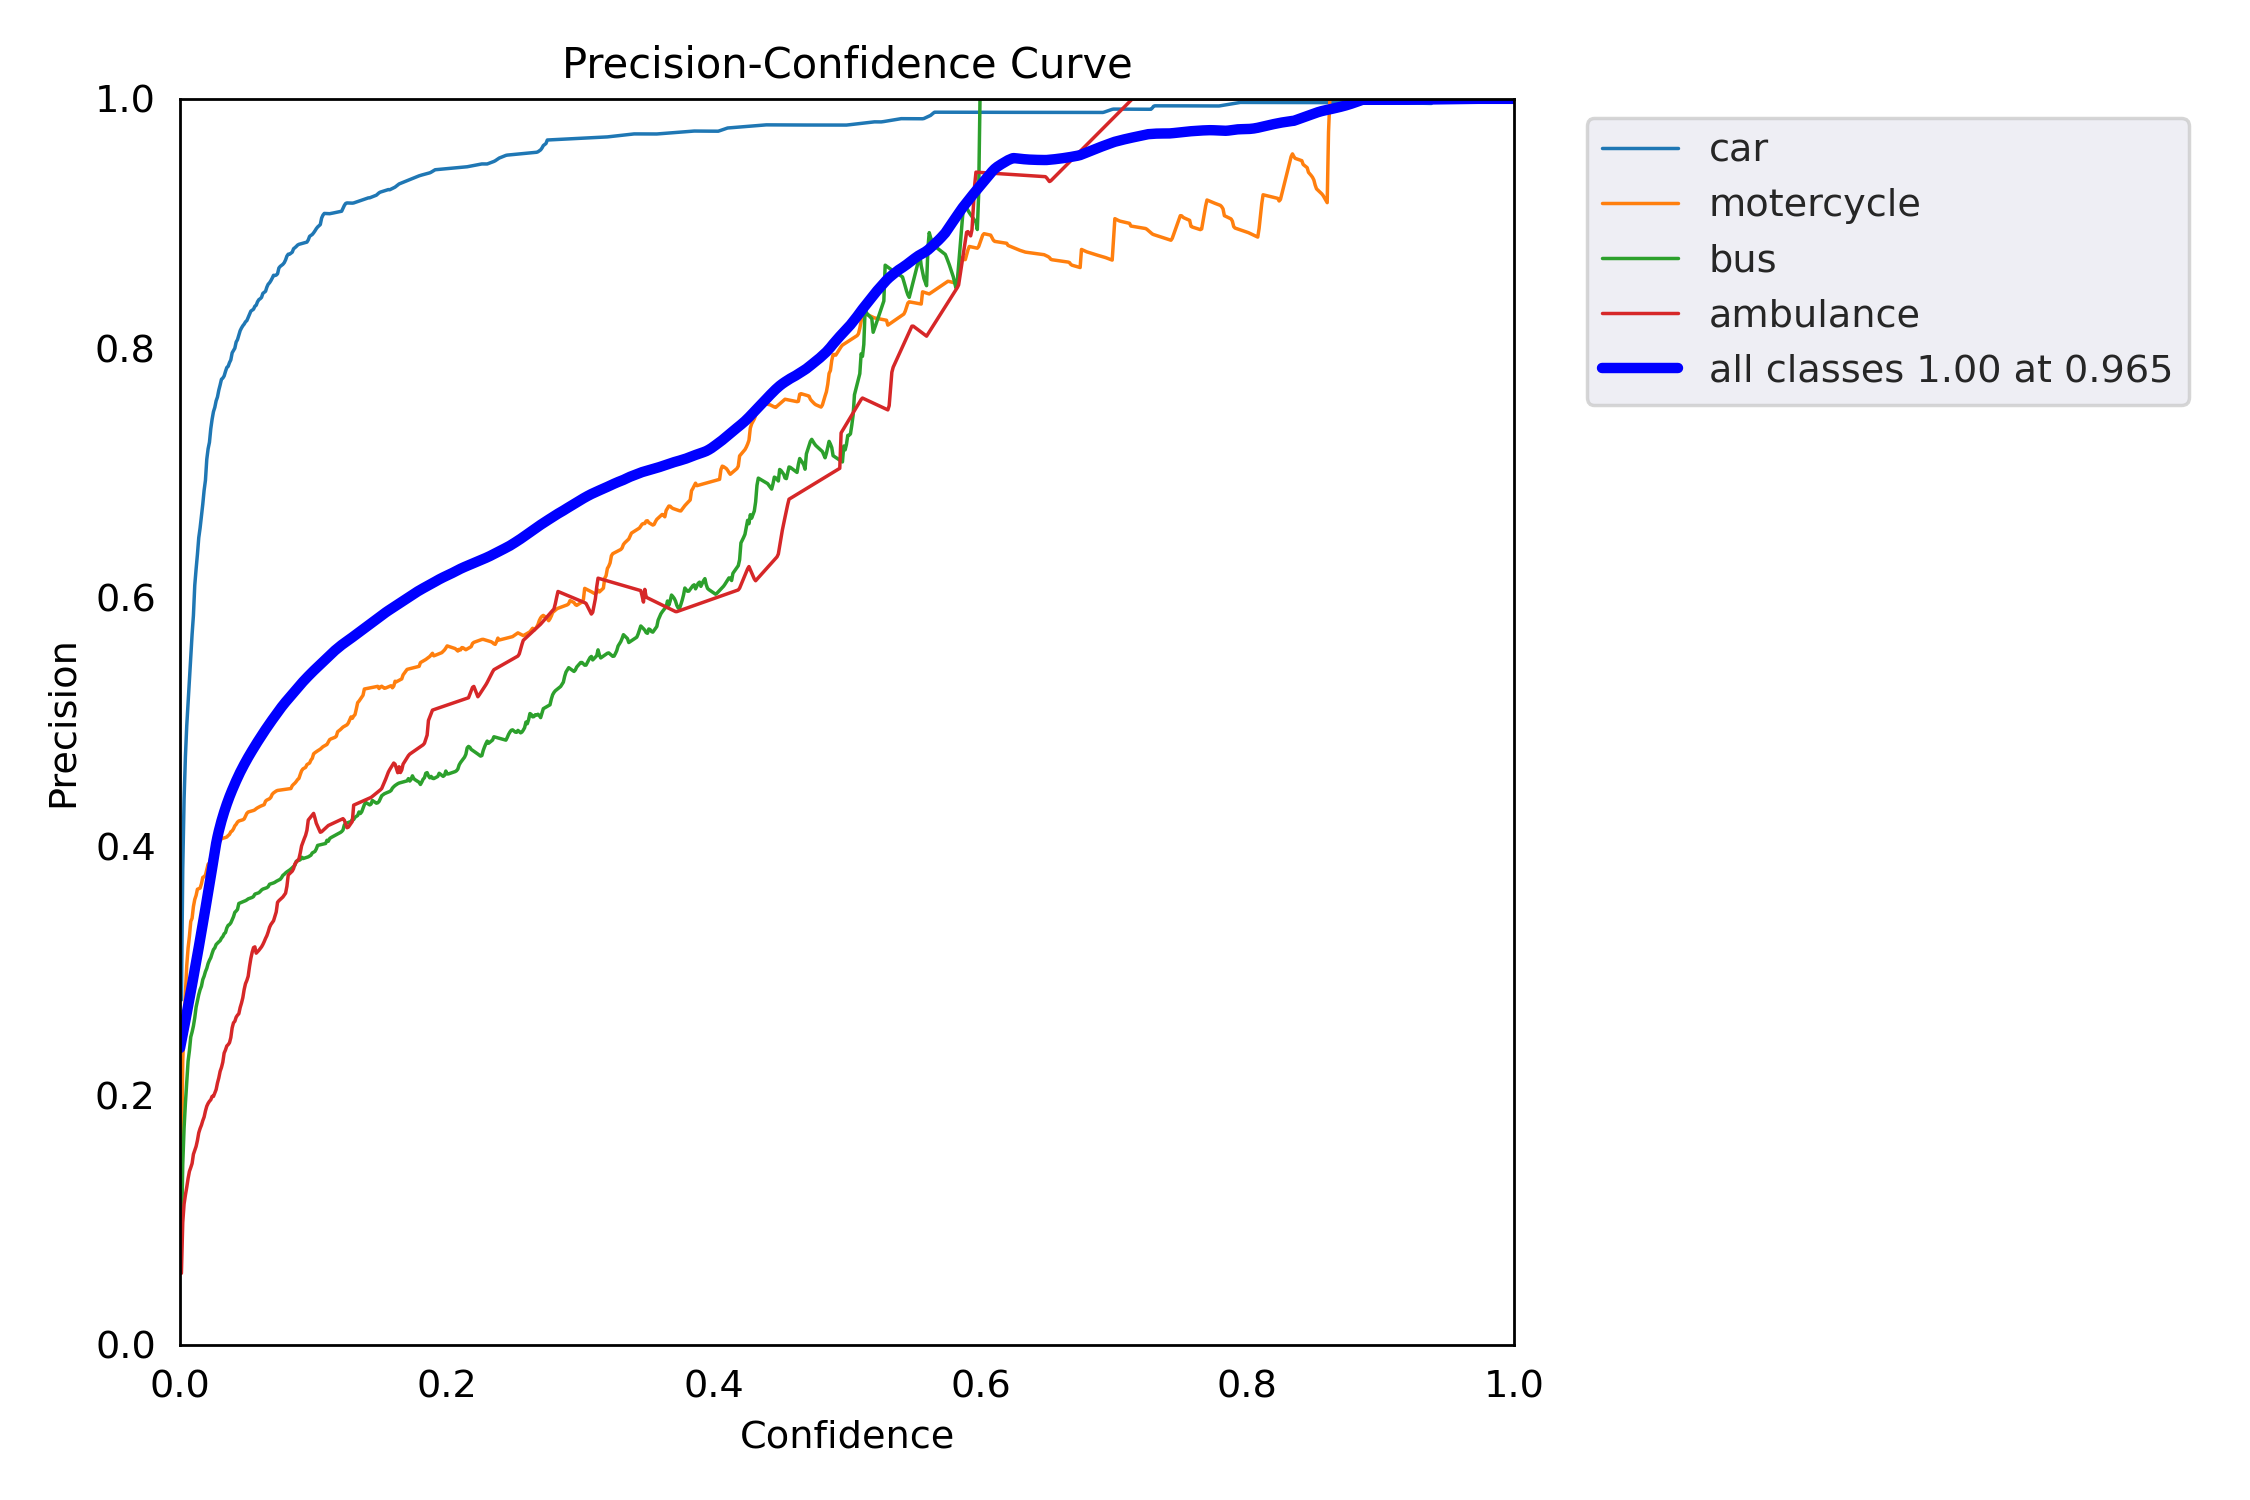 Precision-Confidence Curve
1.0
0.8
0.6
0.4
0.2
0.0
Precision
0.0 0.2 0.4 0.6 0.8 1.0
Confidence
car
motercycle
bus
ambulance
all classes 1.00 at 0.965